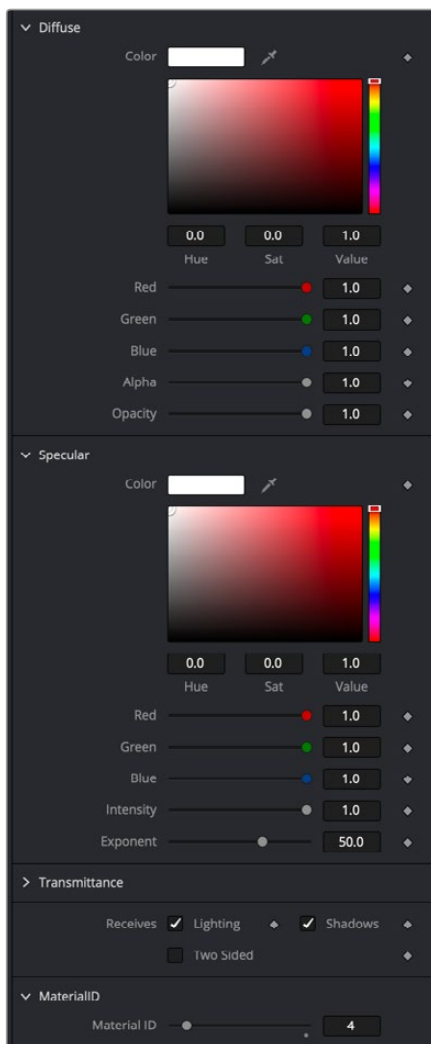 Diffuse
Color
0.0 0.0 1.0
Hue Sat Value
Red 1.0
Green 1.0
Blue 1.0
Alpha 1.0
Opacity 1.0
Specular
Color
0.0 0.0 1.0
Hue Sat Value
Red 1.0
Green 1.0
Blue 1.0
Intensity 1.0
Exponent 50.0
Transmittance
Receives Lighting Shadows
Two Sided
MaterialID
Material ID 4